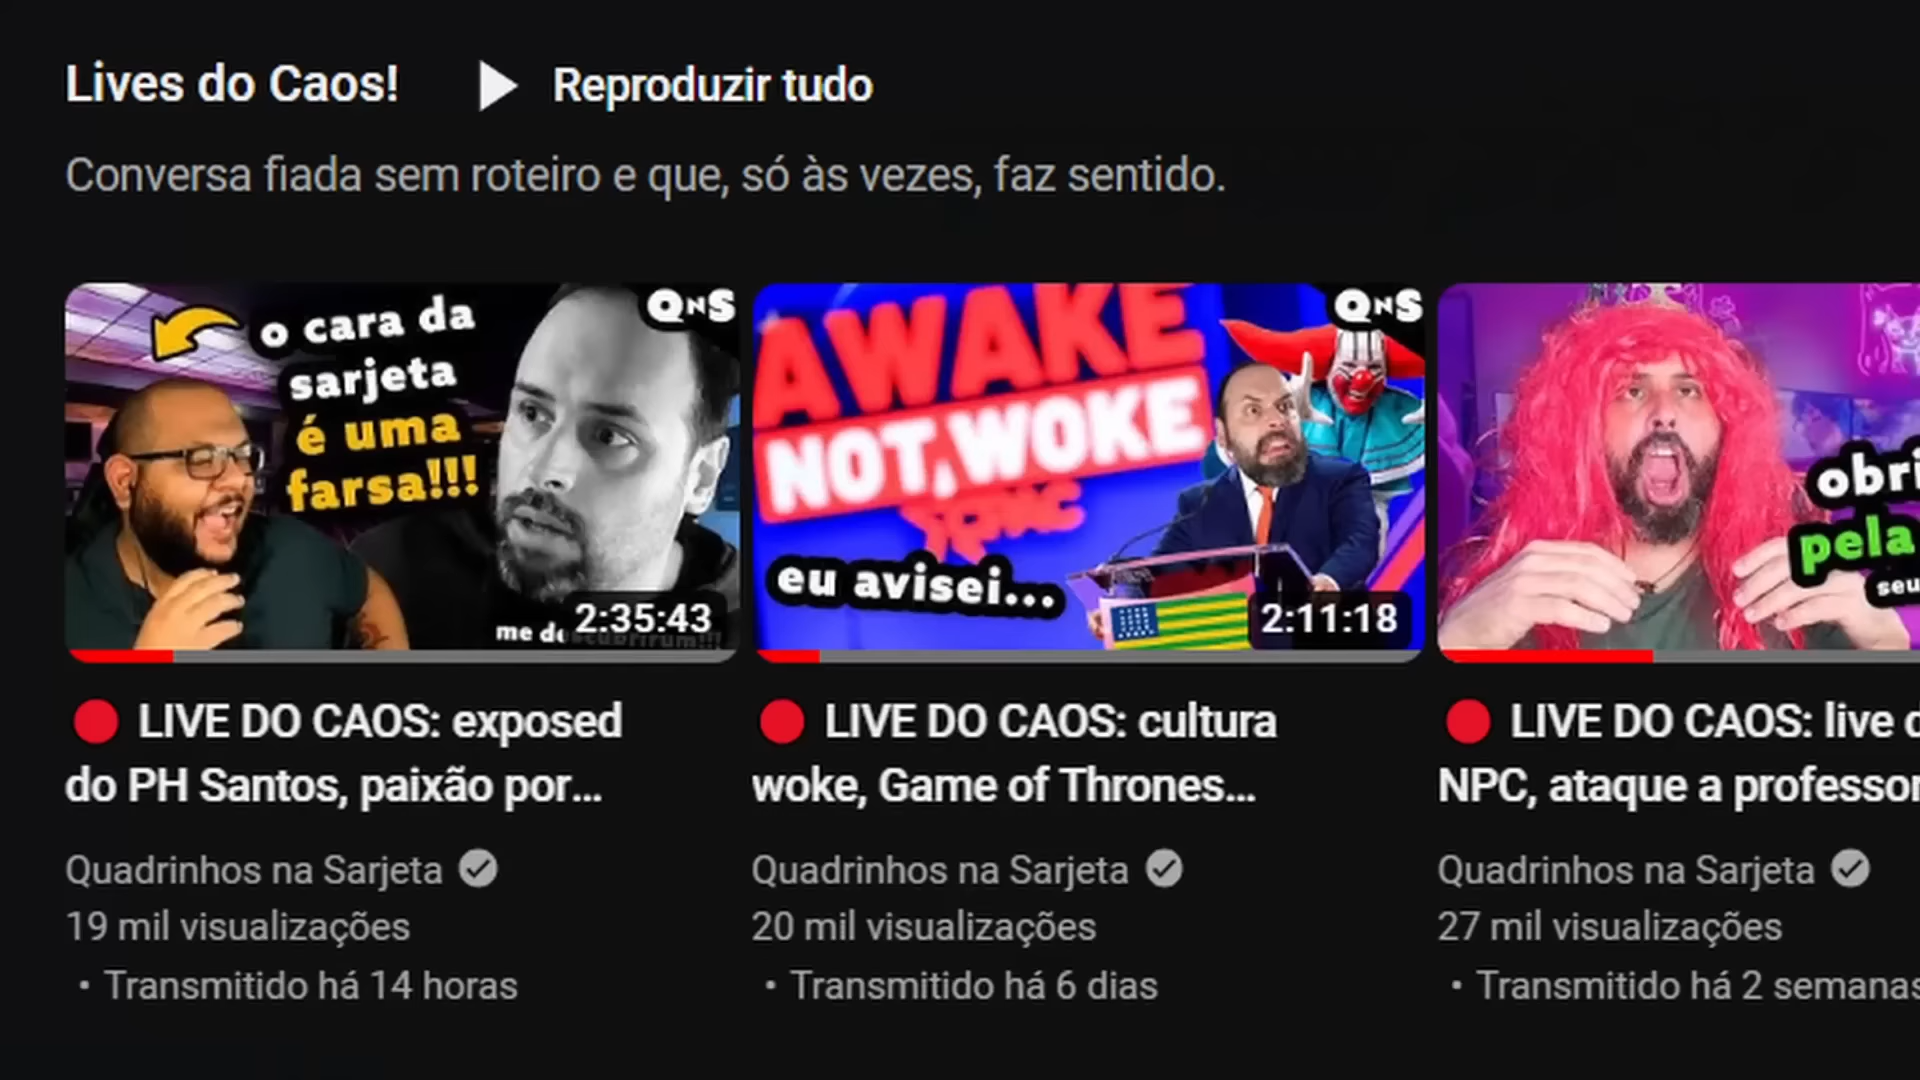 Lives do Caos!
Reproduzir tudo
Conversa fiada sem roteiro e que, só às vezes, faz sentido.
o cara da
sarjeta
é uma
farsa!!!
QNS
2:35:43
AWAKE
NOT, WOKE
eu avisei...
QNS
2:11:18
obri
pela
seu
LIVE DO CAOS: exposed
do PH Santos, paixão por...
Quadrinhos na Sarjeta
19 mil visualizações
• Transmitido há 14 horas
LIVE DO CAOS: cultura
woke, Game of Thrones...
Quadrinhos na Sarjeta
20 mil visualizações
• Transmitido há 6 dias
LIVE DO CAOS: live d
NPC, ataque a professor
Quadrinhos na Sarjeta
27 mil visualizações
• Transmitido há 2 semanas